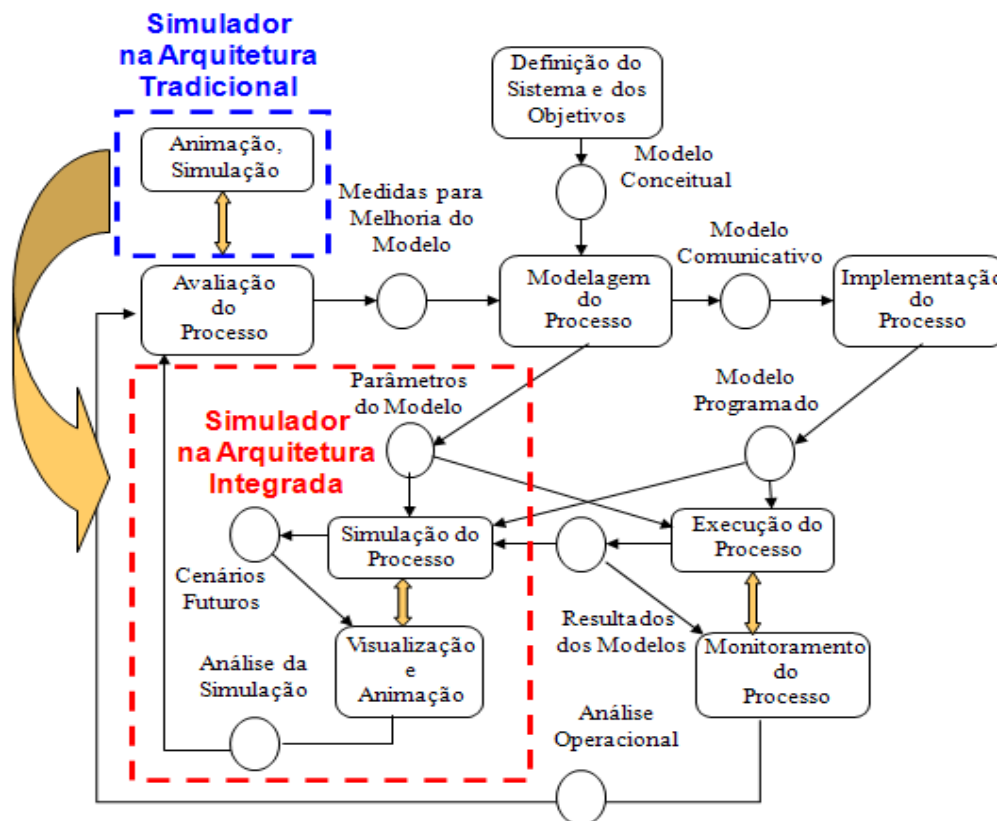 Simulador
na Arquitetura
Tradicional
Definição do
Sistema e dos
Objetivos
Animação,
Simulação
Modelo
Conceitual
Medidas para
Melhoria do
Modelo
Modelo
Comunicativo
Avaliação
do
Processo
Modelagem
do
Processo
Implementação
do
Processo
Parâmetros
do Modelo
Modelo
Programado
Simulador
na Arquitetura
Integrada
Simulação do
Processo
Execução do
Processo
Cenários
Futuros
Resultados
dos Modelos
Visualização
e
Animação
Monitoramento
do
Processo
Análise da
Simulação
Análise
Operacional